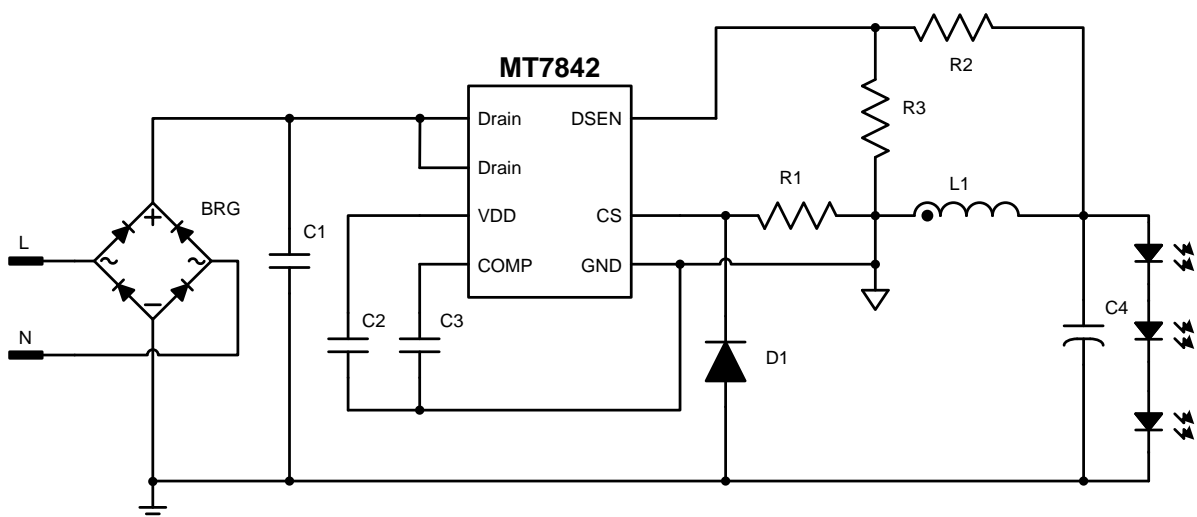 MT7842
R2
Drain
DSEN
R3
Drain
R1
L1
BRG
VDD
CS
C1
L
COMP
GND
C2
C3
C4
N
D1